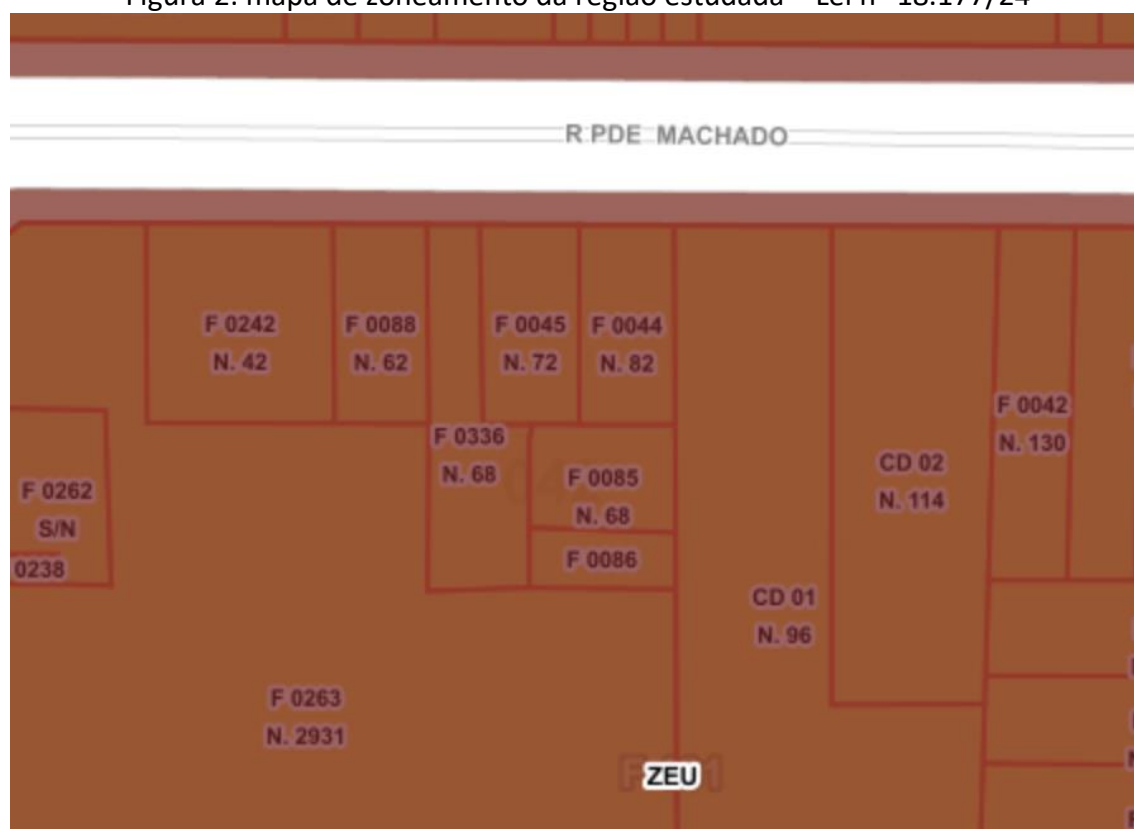 R PDE MACHADO
F 0242
N. 42
F 0088
N. 62
F 0045
N. 72
F 0044
N. 82
F 0042
N. 130
F 0336
N. 68
F 0085
N. 68
CD 02
N. 114
F 0262
S/N
0238
F 0086
CD 01
N. 96
F 0263
N. 2931
ZEU